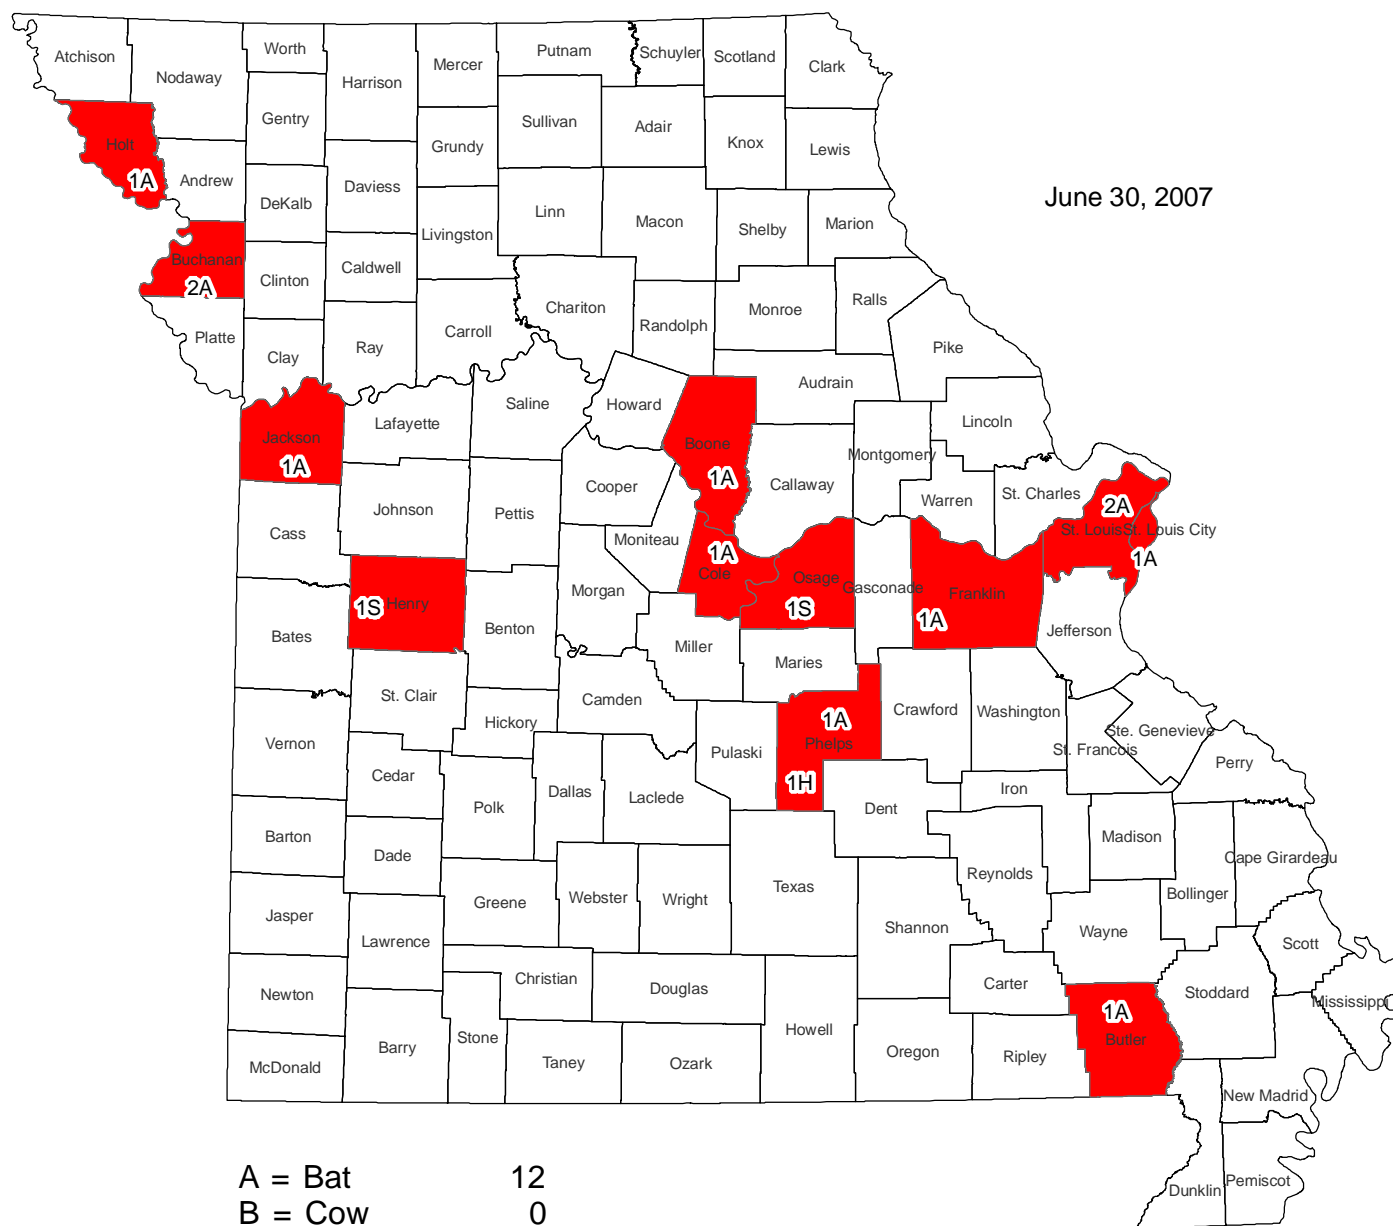 Atchison
Nodaway
Worth
Harrison
Mercer
Putnam
Schuyler
Scotland
Clark
Holt
1A
Andrew
Gentry
DeKalb
Daviess
Grundy
Sullivan
Adair
Knox
Lewis
June 30, 2007
Livingston
Linn
Macon
Shelby
Marion
Buchanan
2A
Clinton
Caldwell
Platte
Clay
Ray
Carroll
Chariton
Randolph
Monroe
Ralls
Pike
Audrain
Jackson
1A
Lafayette
Saline
Howard
Boone
1A
Callaway
Montgomery
Lincoln
Warren
St. Charles
2A
St. Louis
St. Louis City
1A
Cass
Johnson
Pettis
Cooper
Moniteau
1A
Cole
Osage
1S
Gasconade
Franklin
1A
Jefferson
1S
Henry
Bates
Benton
Morgan
Miller
Maries
St. Clair
Hickory
Camden
Pulaski
1A
Phelps
1H
Crawford
Washington
St. Francois
Ste. Genevieve
Perry
Vernon
Cedar
Polk
Dallas
Laclede
Dent
Iron
Madison
Cape Girardeau
Barton
Dade
Greene
Webster
Wright
Texas
Reynolds
Bollinger
Jasper
Lawrence
Shannon
Wayne
Scott
Newton
Christian
Douglas
Carter
Stoddard
Mississippi
McDonald
Barry
Stone
Taney
Ozark
Howell
Oregon
Ripley
1A
Butler
New Madrid
Dunklin
Pemiscot
A = Bat 12
B = Cow 0